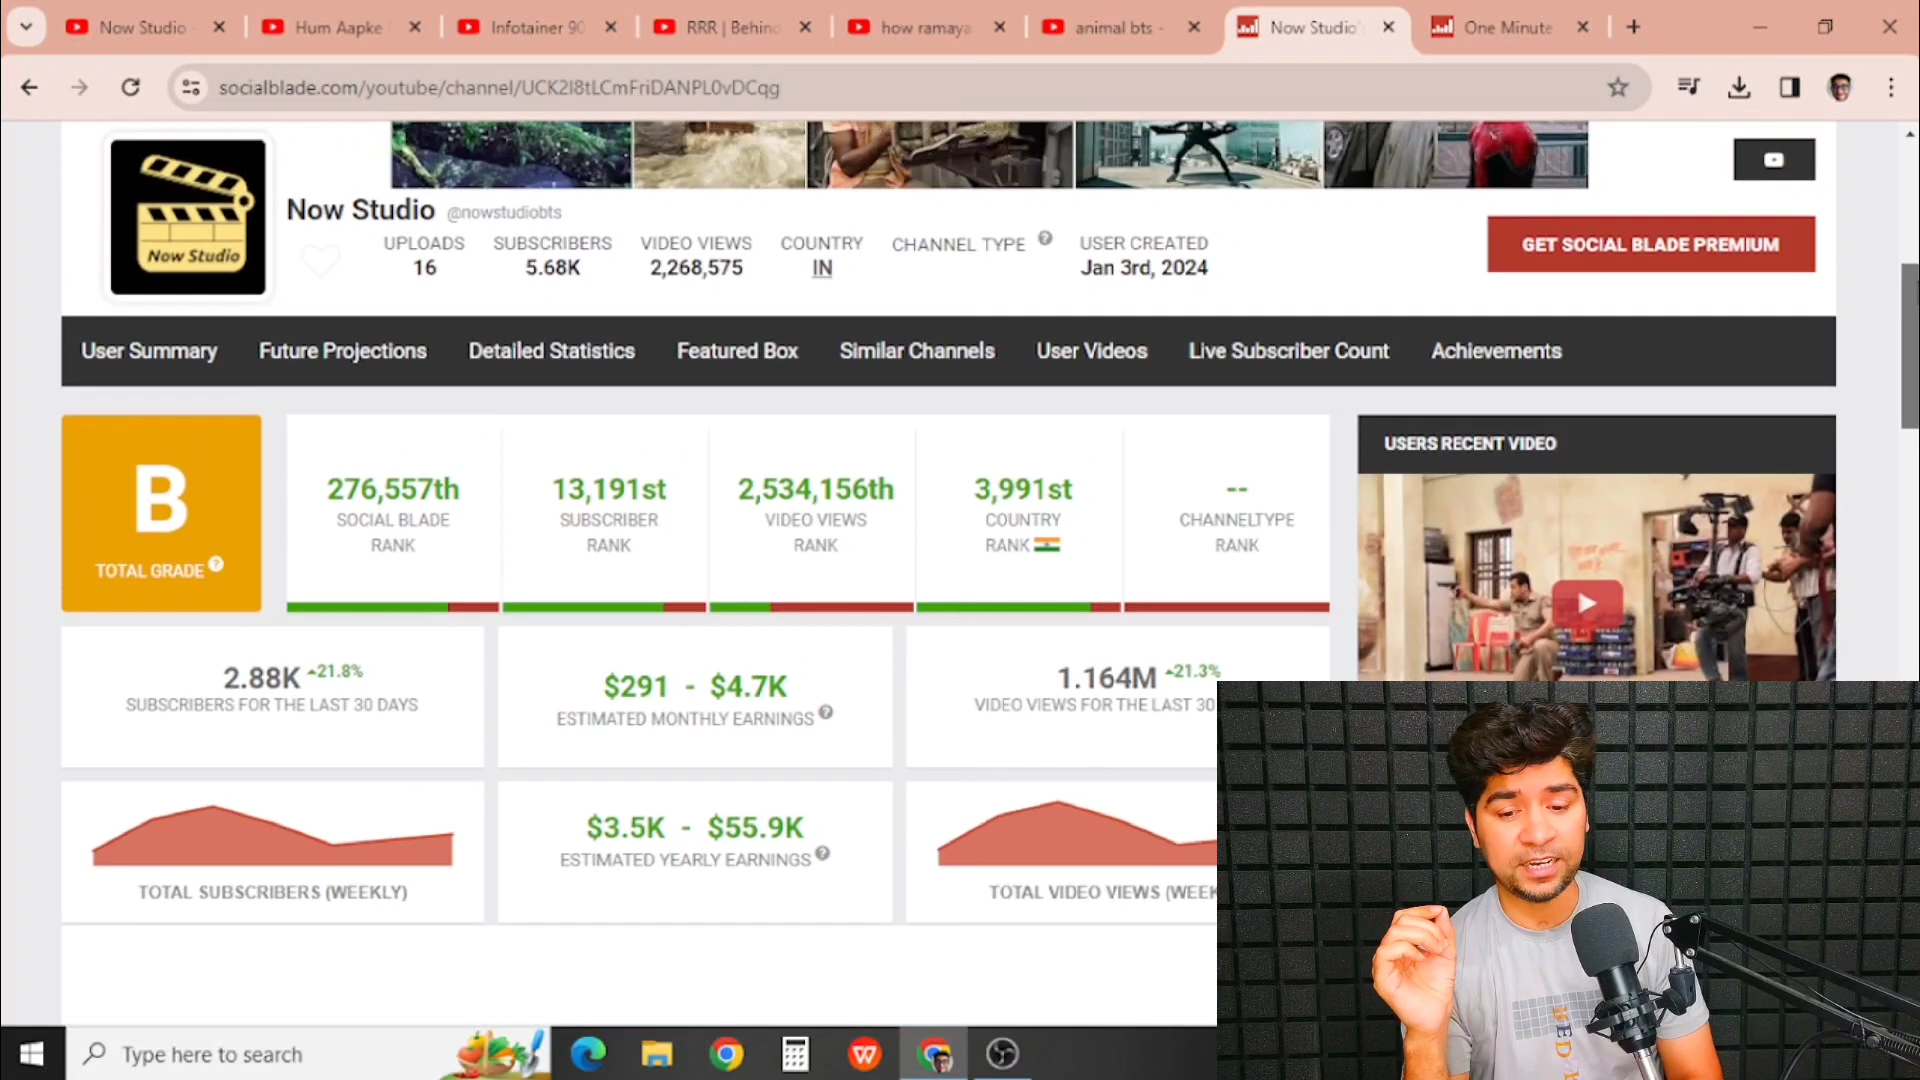 Now Studio
Hum Aapke
Infotainer 90
RRR | Behind
how ramaya
animal bts -
Now Studio's
One Minute
socialblade.com/youtube/channel/UCK2I8tLCmFriDANPL0vDCqg
Now Studio
Now Studio @nowstudiobts
UPLOADS
16
SUBSCRIBERS
5.68K
VIDEO VIEWS
2,268,575
COUNTRY
IN
CHANNEL TYPE ?
USER CREATED
Jan 3rd, 2024
GET SOCIAL BLADE PREMIUM
User Summary
Future Projections
Detailed Statistics
Featured Box
Similar Channels
User Videos
Live Subscriber Count
Achievements
B
TOTAL GRADE ?
276,557th
SOCIAL BLADE
RANK
13,191st
SUBSCRIBER
RANK
2,534,156th
VIDEO VIEWS
RANK
3,991st
COUNTRY
RANK
--
CHANNELTYPE
RANK
USERS RECENT VIDEO
2.88K 21.8%
SUBSCRIBERS FOR THE LAST 30 DAYS
$291 - $4.7K
ESTIMATED MONTHLY EARNINGS ?
1.164M 21.3%
VIDEO VIEWS FOR THE LAST 30
TOTAL SUBSCRIBERS (WEEKLY)
$3.5K - $55.9K
ESTIMATED YEARLY EARNINGS ?
TOTAL VIDEO VIEWS (WEEK
Type here to search